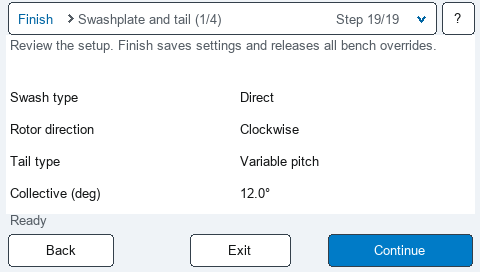 Finish > Swashplate and tail (1/4) Step 19/19 ?
Review the setup. Finish saves settings and releases all bench overrides.
Swash type Direct
Rotor direction Clockwise
Tail type Variable pitch
Collective (deg) 12.0°
Ready
Back Exit Continue